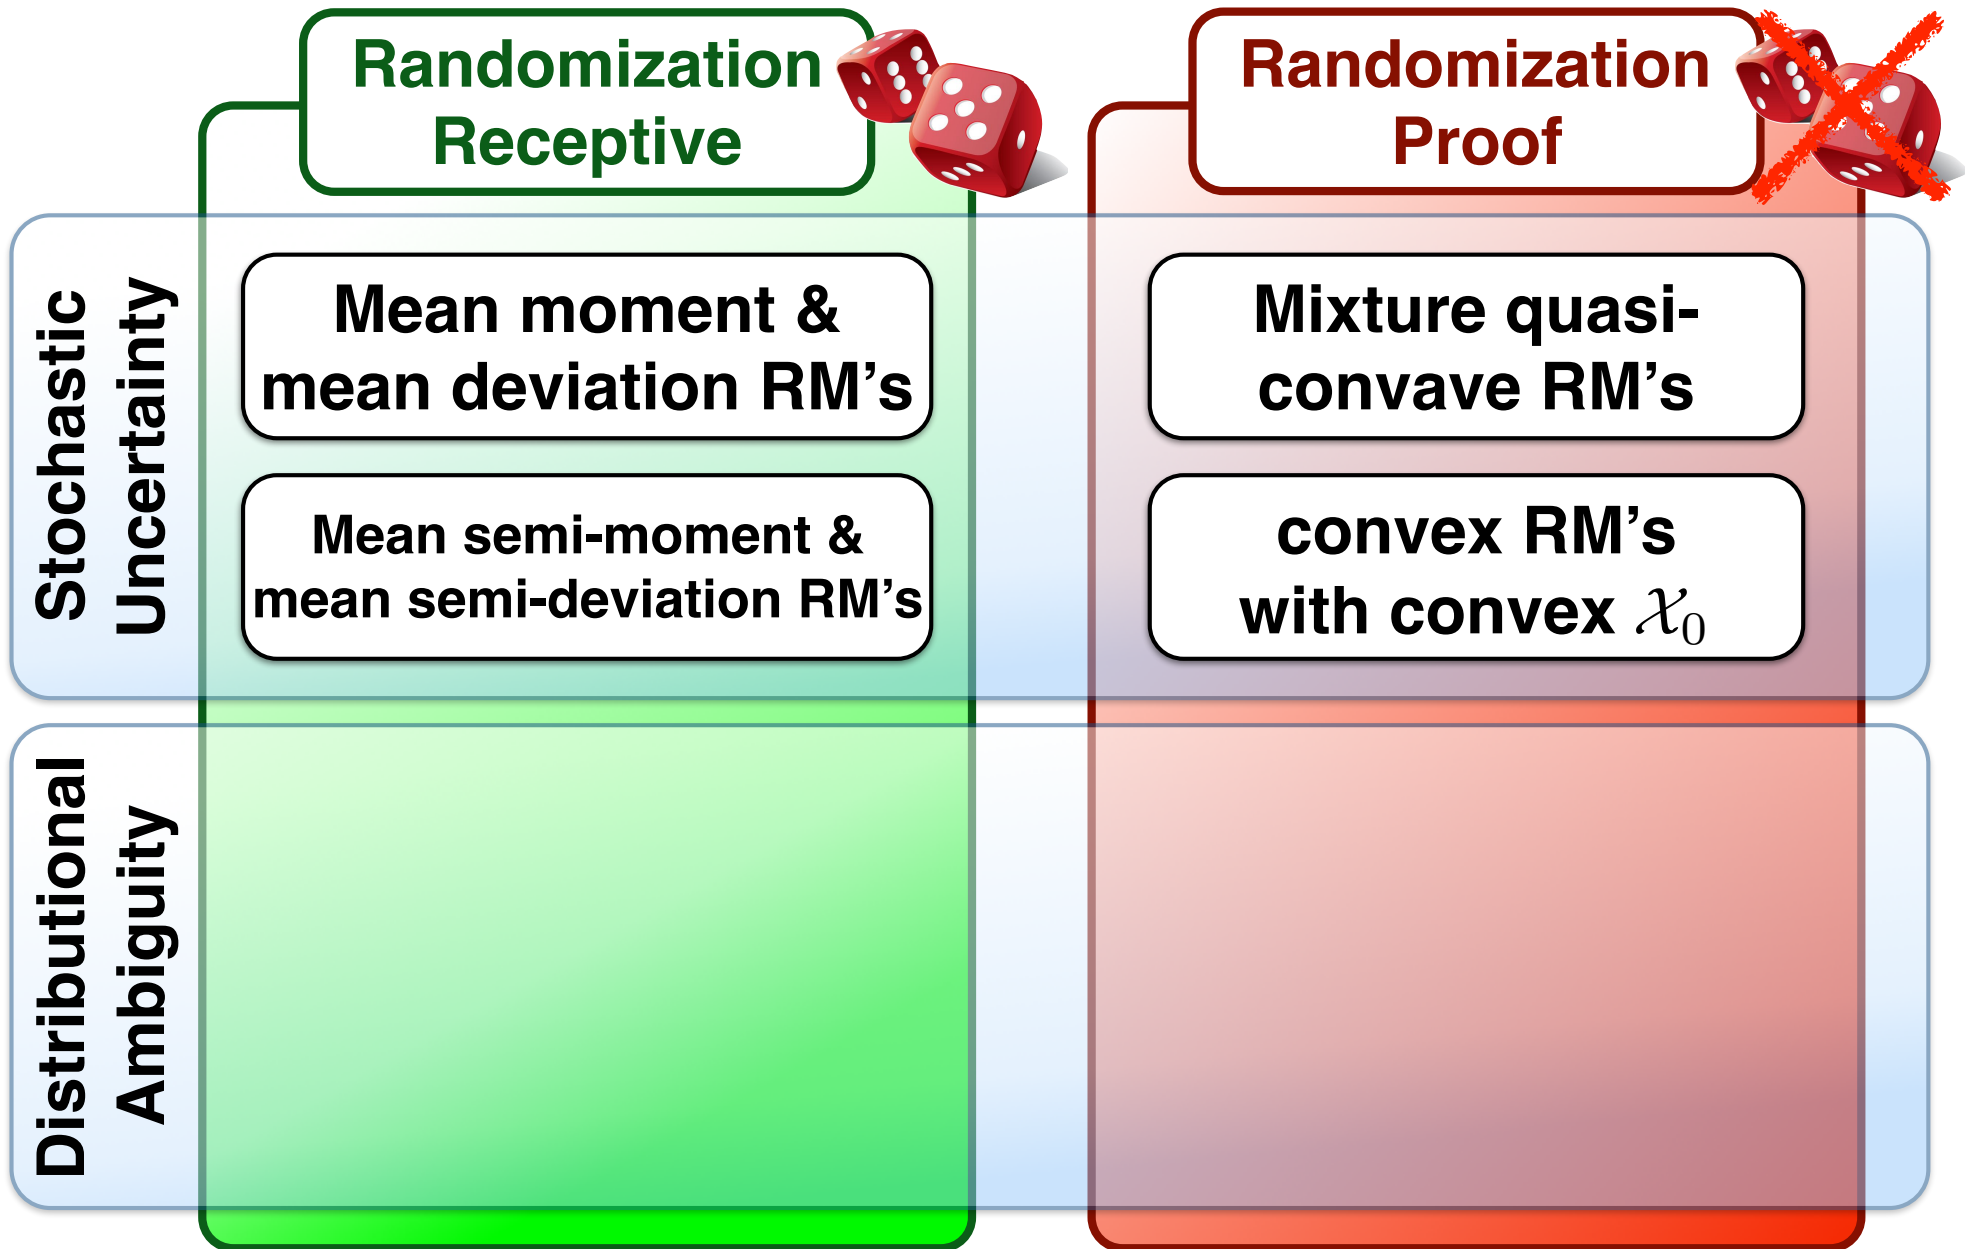 Randomization
Receptive
Randomization
Proof
Stochastic
Uncertainty
Mean moment &
mean deviation RM's
Mixture quasi-
convave RM's
Mean semi-moment &
mean semi-deviation RM's
convex RM's
with convex 𝒳₀
Distributional
Ambiguity